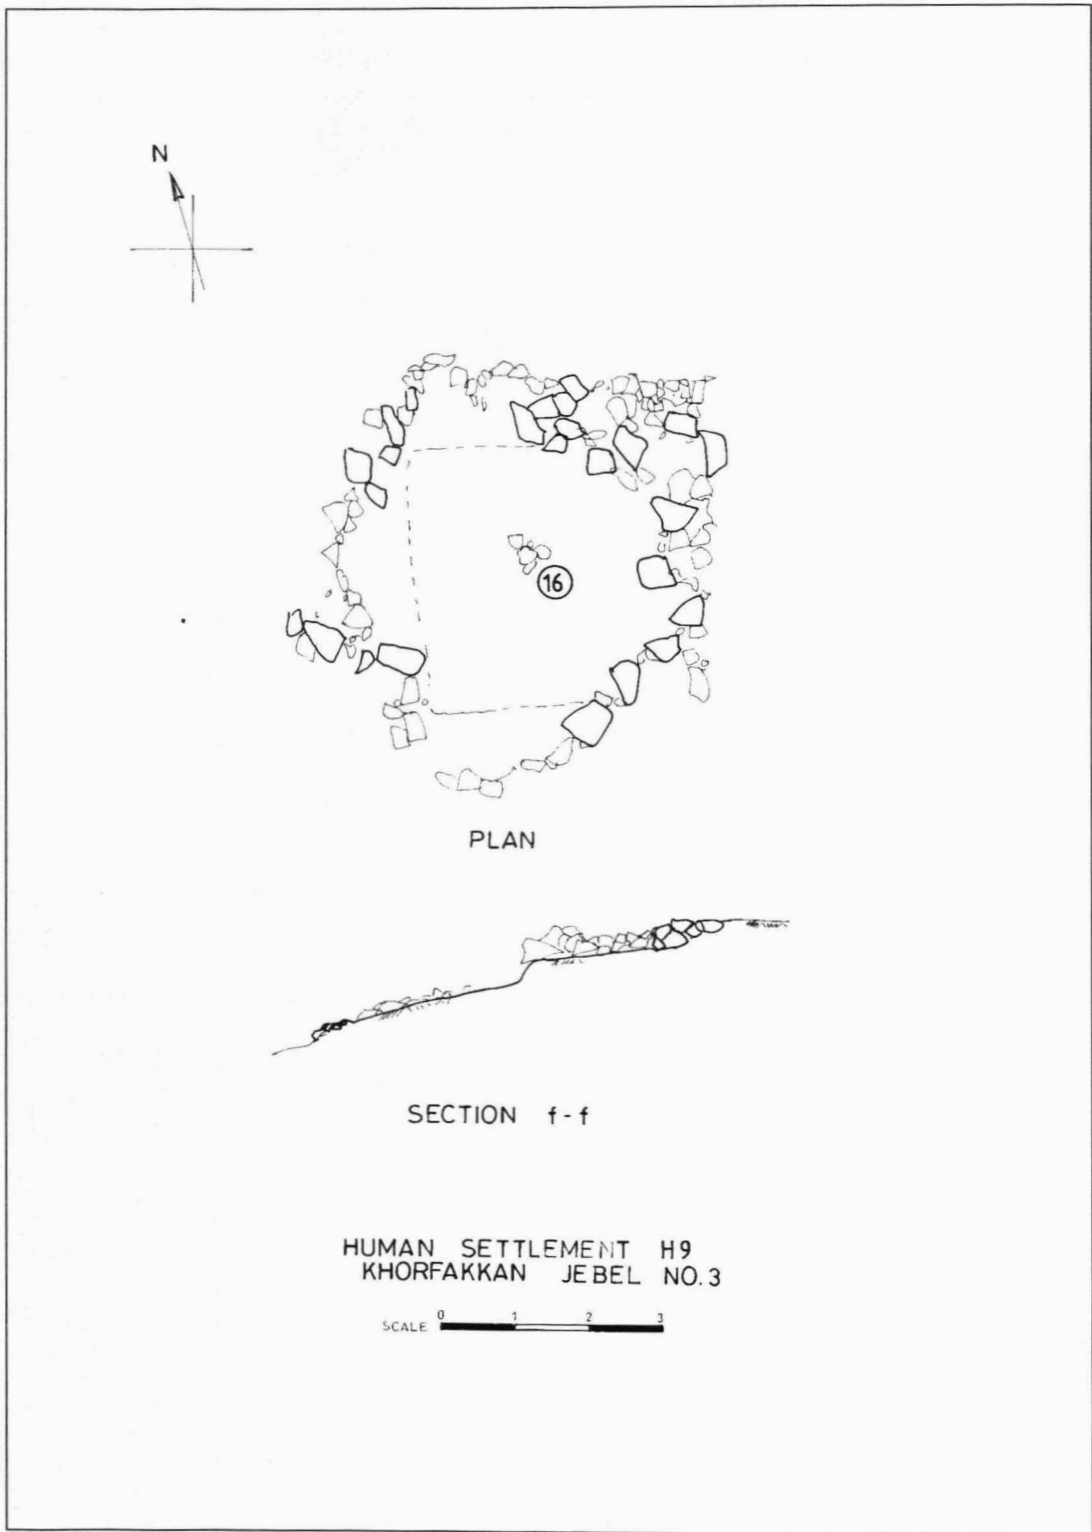 N
16
PLAN
SECTION f-f
HUMAN SETTLEMENT H9
KHORFAKKAN JEBEL NO.3
SCALE 0 1 2 3